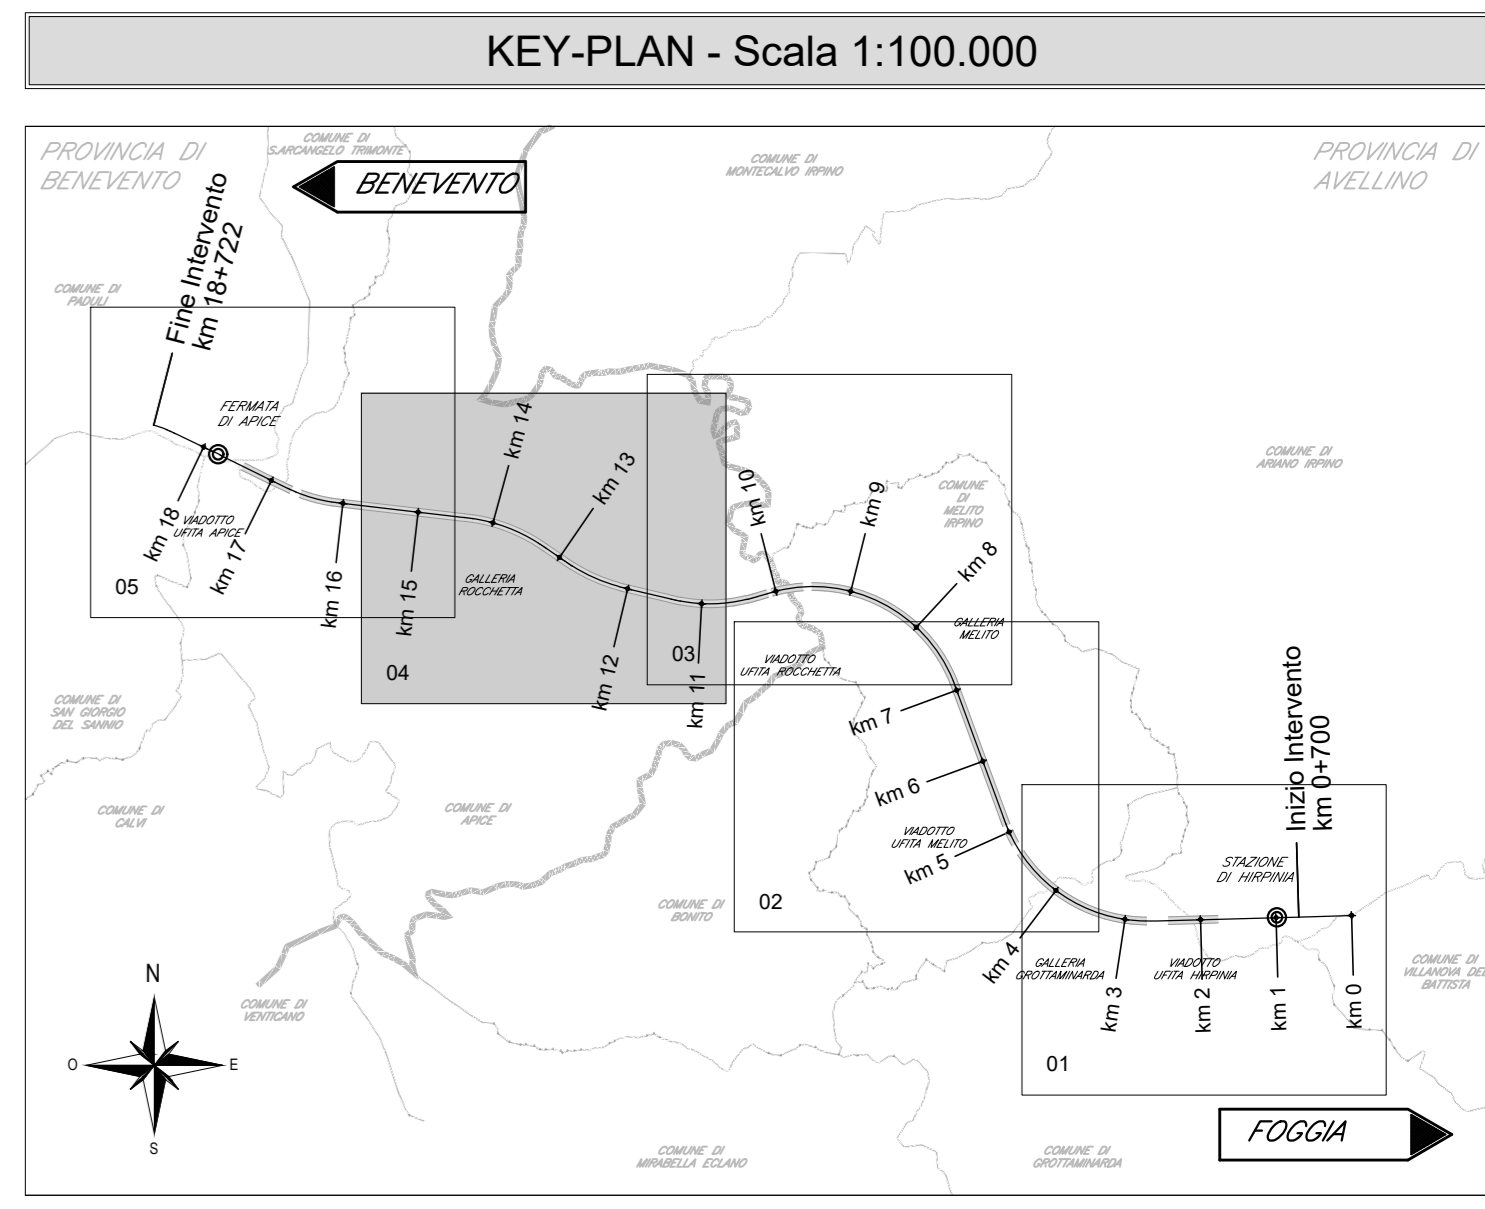 KEY-PLAN - Scala 1:100.000
PROVINCIA DI
BENEVENTO
COMUNE DI
S.ARCANGELO TRIMONTE
BENEVENTO
COMUNE DI
MONTECALVO IRPINO
PROVINCIA DI
AVELLINO
Fine Intervento
km 18+722
COMUNE DI
PADULI
FERMATA
DI APICE
km 14
km 13
COMUNE DI
ARIANO IRPINO
km 10
km 9
COMUNE
DI
MELITO
IRPINO
km 18
VIADOTTO
UFITA APICE
km 17
km 16
km 15
GALLERIA
ROCCHETTA
km 8
05
GALLERIA
MELITO
04
03
km 12
km 11
VIADOTTO
UFITA ROCCHETTA
COMUNE DI
SAN GIORGIO
DEL SANNIO
km 7
Inizio Intervento
km 0+700
km 6
COMUNE DI
CALVI
COMUNE DI
APICE
VIADOTTO
UFITA MELITO
km 5
STAZIONE
DI HIRPINIA
02
COMUNE DI
BONITO
km 4
GALLERIA
GROTTAMINARDA
VIADOTTO
UFITA HIRPINIA
COMUNE DI
VILLANOVA DEL
BATTISTA
km 3
km 2
km 1
km 0
N
COMUNE DI
VENTICANO
O
E
S
01
FOGGIA
COMUNE DI
MIRABELLA ECLANO
COMUNE DI
GROTTAMINARDA